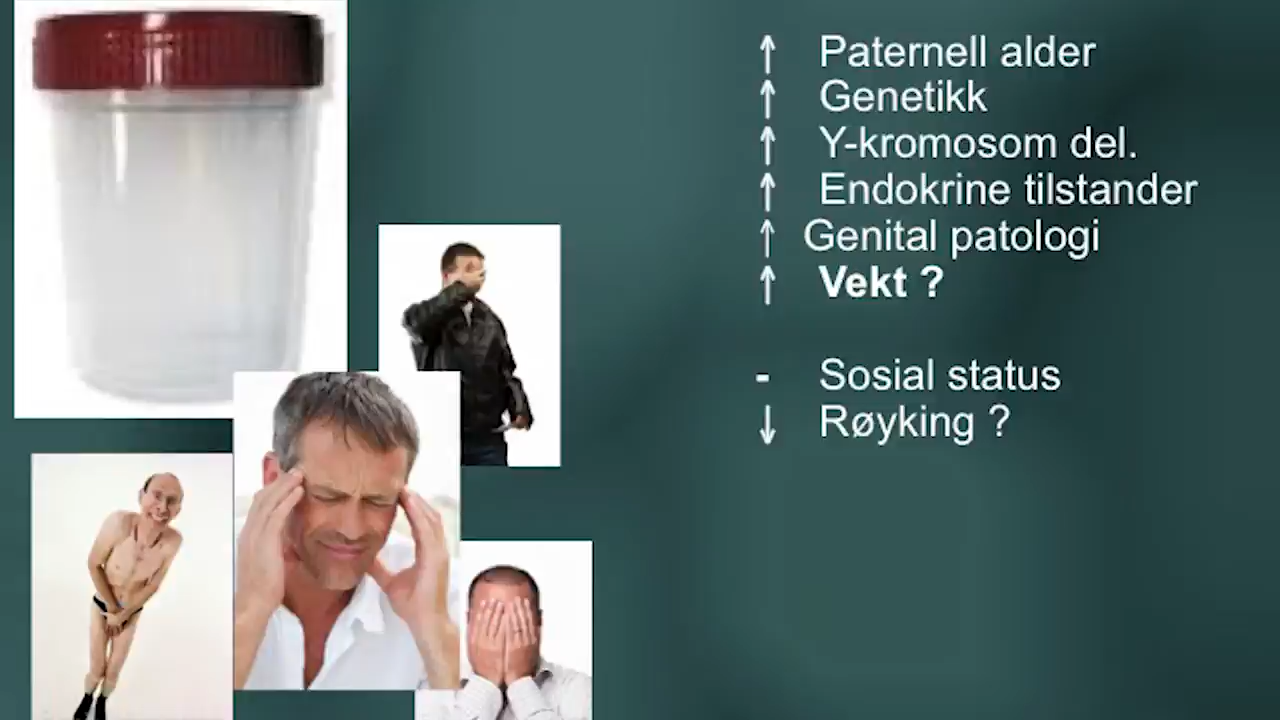 ↑ Paternell alder
↑ Genetikk
↑ Y-kromosom del.
↑ Endokrine tilstander
↑ Genital patologi
↑ Vekt ?
- Sosial status
↓ Røyking ?